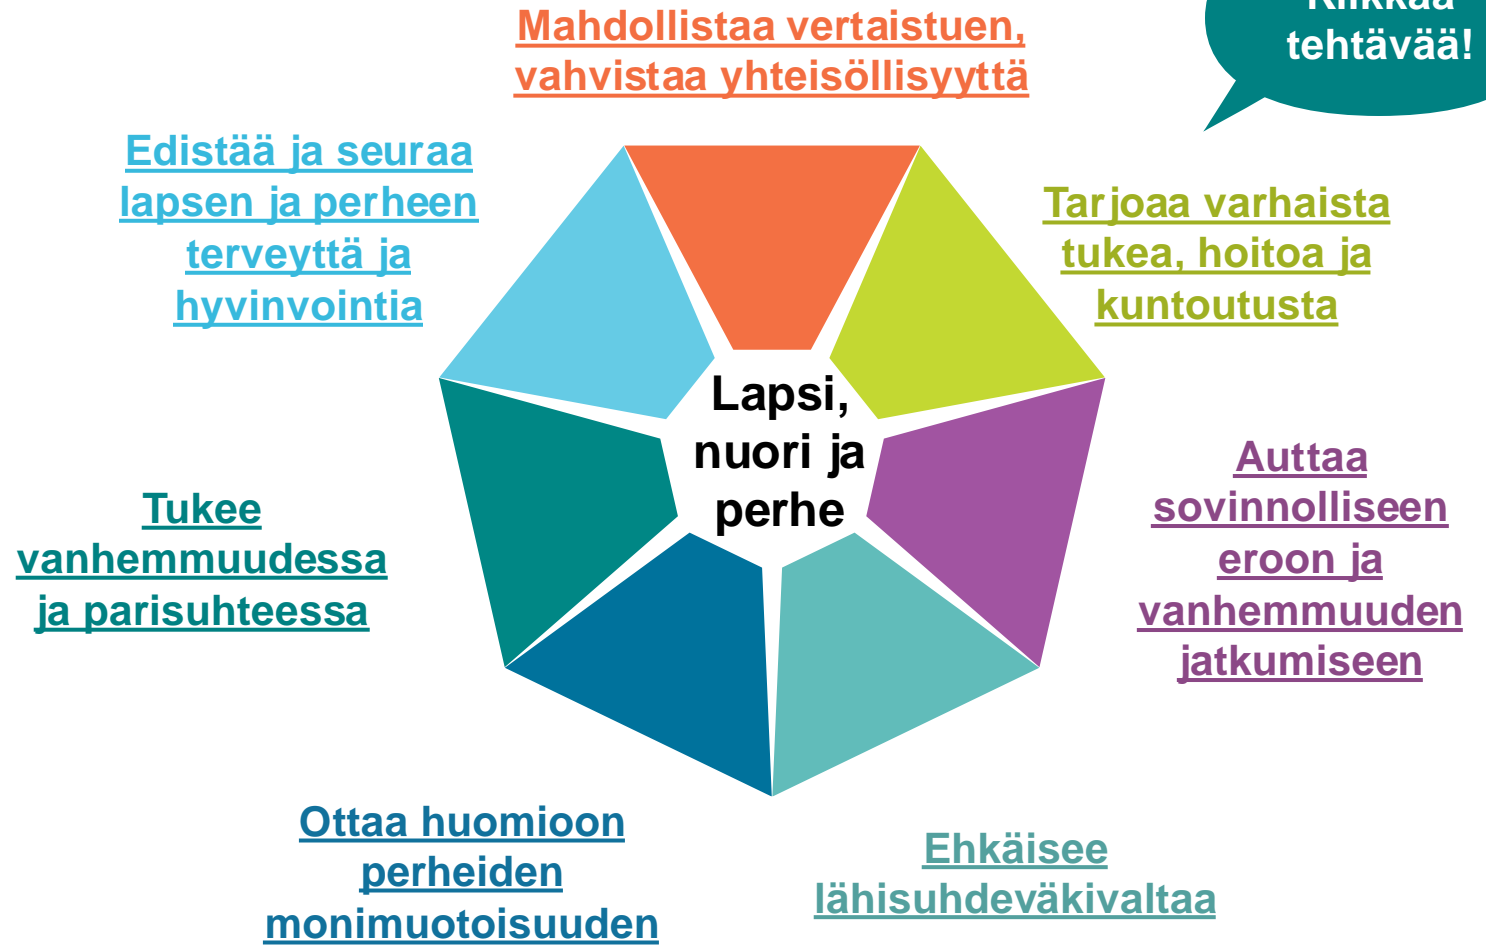 Mahdollistaa vertaistuen,
vahvistaa yhteisöllisyyttä
tehtävää!
Edistää ja seuraa
lapsen ja perheen
terveyttä ja
hyvinvointia
Tarjoaa varhaista
tukea, hoitoa ja
kuntoutusta
Lapsi,
nuori ja
perhe
Auttaa
sovinnolliseen
eroon ja
vanhemmuuden
jatkumiseen
Tukee
vanhemmuudessa
ja parisuhteessa
Ottaa huomioon
perheiden
monimuotoisuuden
Ehkäisee
lähisuhdeväkivaltaa